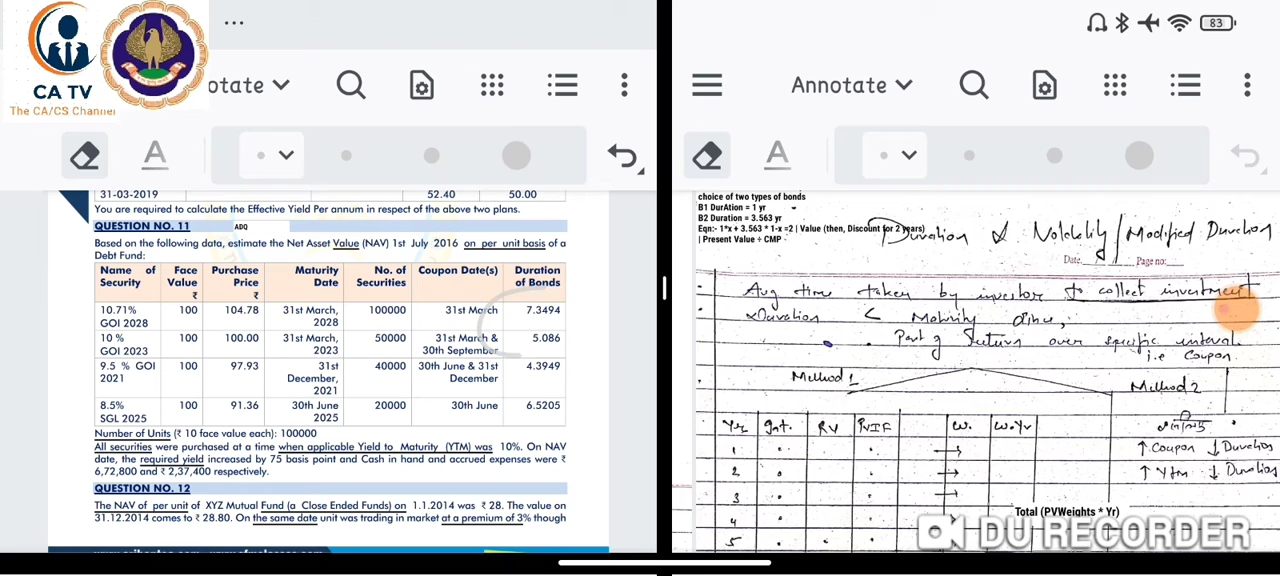 CA TV
The CA/CS Channel
...
otate
31-03-2019 52.40 50.00
You are required to calculate the Effective Yield Per annum in respect of the above two plans.
QUESTION NO. 11 ADQ
Based on the following data, estimate the Net Asset Value (NAV) 1st July 2016 on per unit basis of a
Debt Fund:
Name of Security Face Value ₹ Purchase Price ₹ Maturity Date No. of Securities Coupon Date(s) Duration of Bonds
10.71% GOI 2028 100 104.78 31st March, 2028 100000 31st March 7.3494
10 % GOI 2023 100 100.00 31st March, 2023 50000 31st March & 30th September 5.086
9.5 % GOI 2021 100 97.93 31st December, 2021 40000 30th June & 31st December 4.3949
8.5% SGL 2025 100 91.36 30th June 2025 20000 30th June 6.5205
Number of Units (₹ 10 face value each): 100000
All securities were purchased at a time when applicable Yield to Maturity (YTM) was 10%. On NAV
date, the required yield increased by 75 basis point and Cash in hand and accrued expenses were ₹
6,72,800 and ₹ 2,37,400 respectively.
QUESTION NO. 12
The NAV of per unit of XYZ Mutual Fund (a Close Ended Funds) on 1.1.2014 was ₹ 28. The value on
31.12.2014 comes to ₹ 28.80. On the same date unit was trading in market at a premium of 3% though
83
Annotate
choice of two types of bonds
B1 DurAtion = 1 yr
B2 Duration = 3.563 yr
Eqn:- 1*x + 3.563 * 1-x =2 | Value (then, Discount for 2 years)
| Present Value ÷ CMP
Duration & Volatility / Modified Duration
Date Page no:
Avg time taken by investor to collect investment
Duration < Maturity
Part of return over specific interval
i.e Coupon
Method 1 Method 2
Yr Int. RV PVIF W. W.Yr
1 ↑ Coupon ↓ Duration
2 ↑ Ytm ↓ Duration
3
Total (PVWeights * Yr)
4
5
DU RECORDER